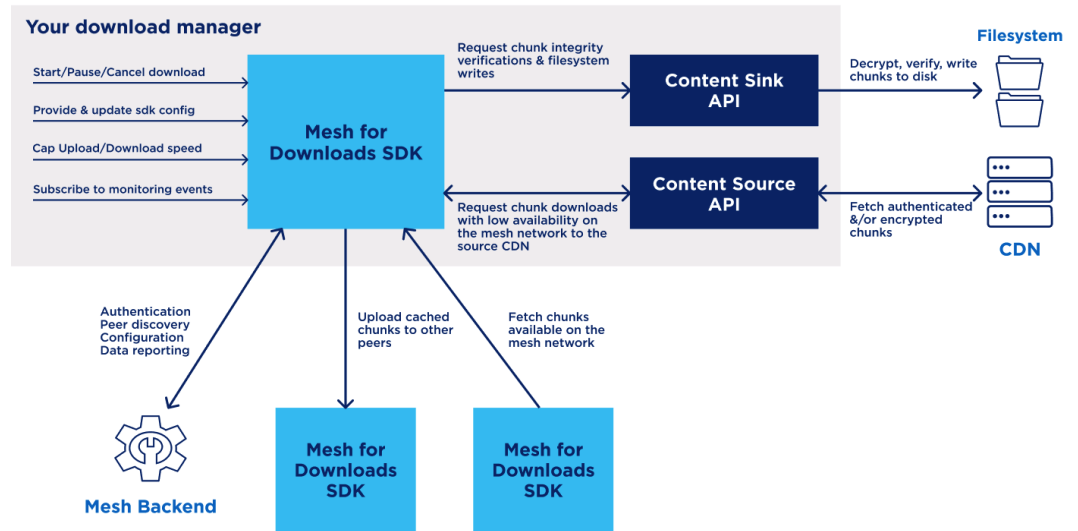 Your download manager
Start/Pause/Cancel download
Provide & update sdk config
Cap Upload/Download speed
Subscribe to monitoring events
Mesh for
Downloads SDK
Request chunk integrity
verifications & filesystem
writes
Content Sink
API
Decrypt, verify, write
chunks to disk
Filesystem
Request chunk downloads
with low availability on
the mesh network to the
source CDN
Content Source
API
Fetch authenticated
&/or encrypted
chunks
CDN
Authentication
Peer discovery
Configuration
Data reporting
Upload cached
chunks to other
peers
Fetch chunks
available on the
mesh network
Mesh Backend
Mesh for
Downloads
SDK
Mesh for
Downloads
SDK